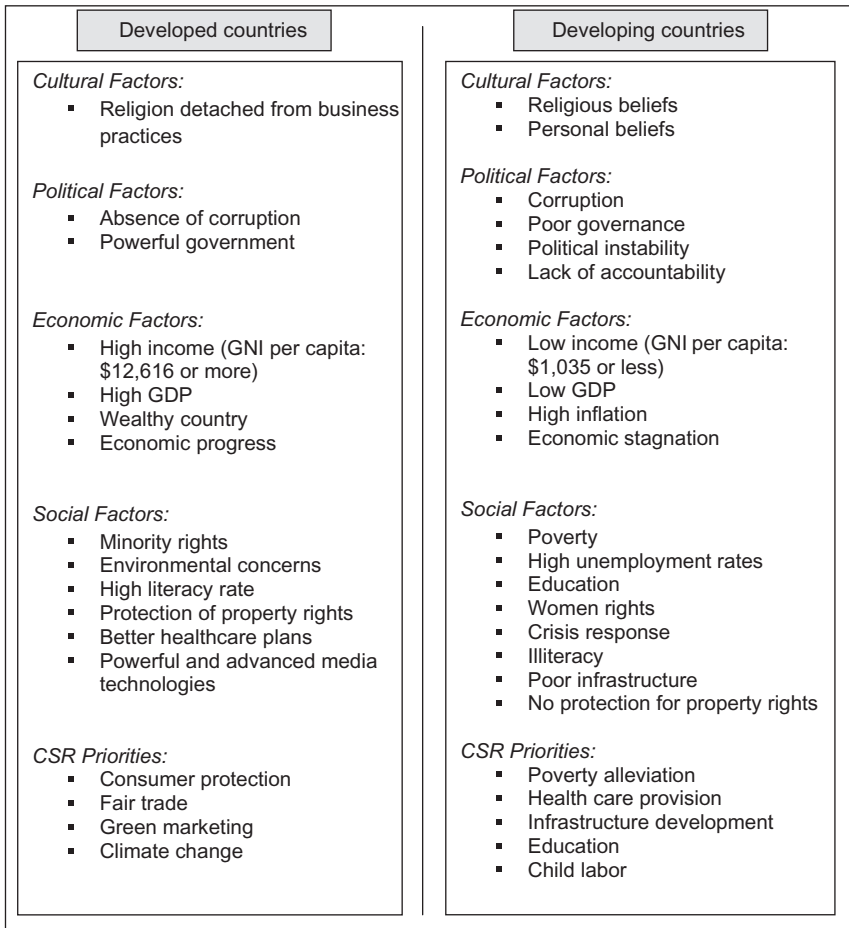 Developed countries
Cultural Factors:
▪ Religion detached from business
practices
Political Factors:
▪ Absence of corruption
▪ Powerful government
Economic Factors:
▪ High income (GNI per capita:
$12,616 or more)
▪ High GDP
▪ Wealthy country
▪ Economic progress
Social Factors:
▪ Minority rights
▪ Environmental concerns
▪ High literacy rate
▪ Protection of property rights
▪ Better healthcare plans
▪ Powerful and advanced media
technologies
CSR Priorities:
▪ Consumer protection
▪ Fair trade
▪ Green marketing
▪ Climate change
Developing countries
Cultural Factors:
▪ Religious beliefs
▪ Personal beliefs
Political Factors:
▪ Corruption
▪ Poor governance
▪ Political instability
▪ Lack of accountability
Economic Factors:
▪ Low income (GNI per capita:
$1,035 or less)
▪ Low GDP
▪ High inflation
▪ Economic stagnation
Social Factors:
▪ Poverty
▪ High unemployment rates
▪ Education
▪ Women rights
▪ Crisis response
▪ Illiteracy
▪ Poor infrastructure
▪ No protection for property rights
CSR Priorities:
▪ Poverty alleviation
▪ Health care provision
▪ Infrastructure development
▪ Education
▪ Child labor